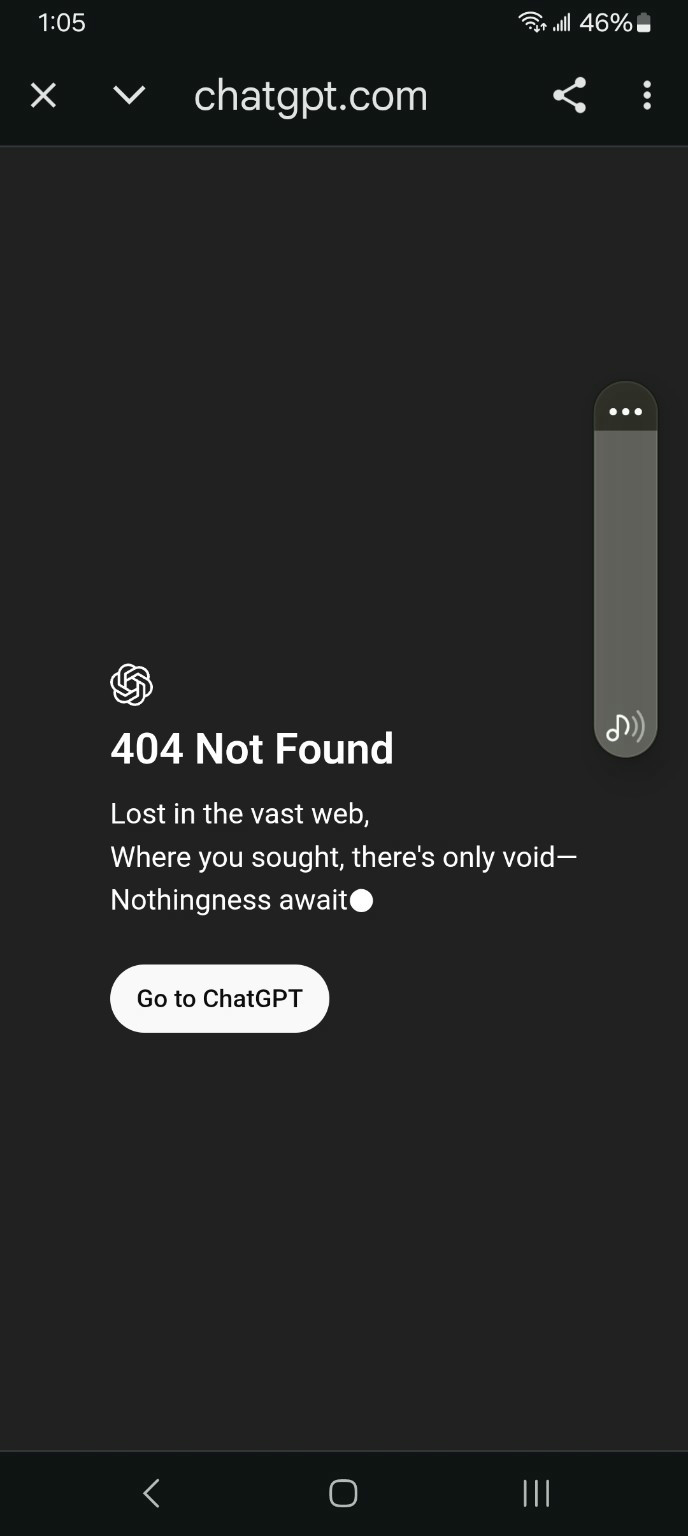 1:05
46%
chatgpt.com
404 Not Found
Lost in the vast web,
Where you sought, there's only void—
Nothingness await
Go to ChatGPT